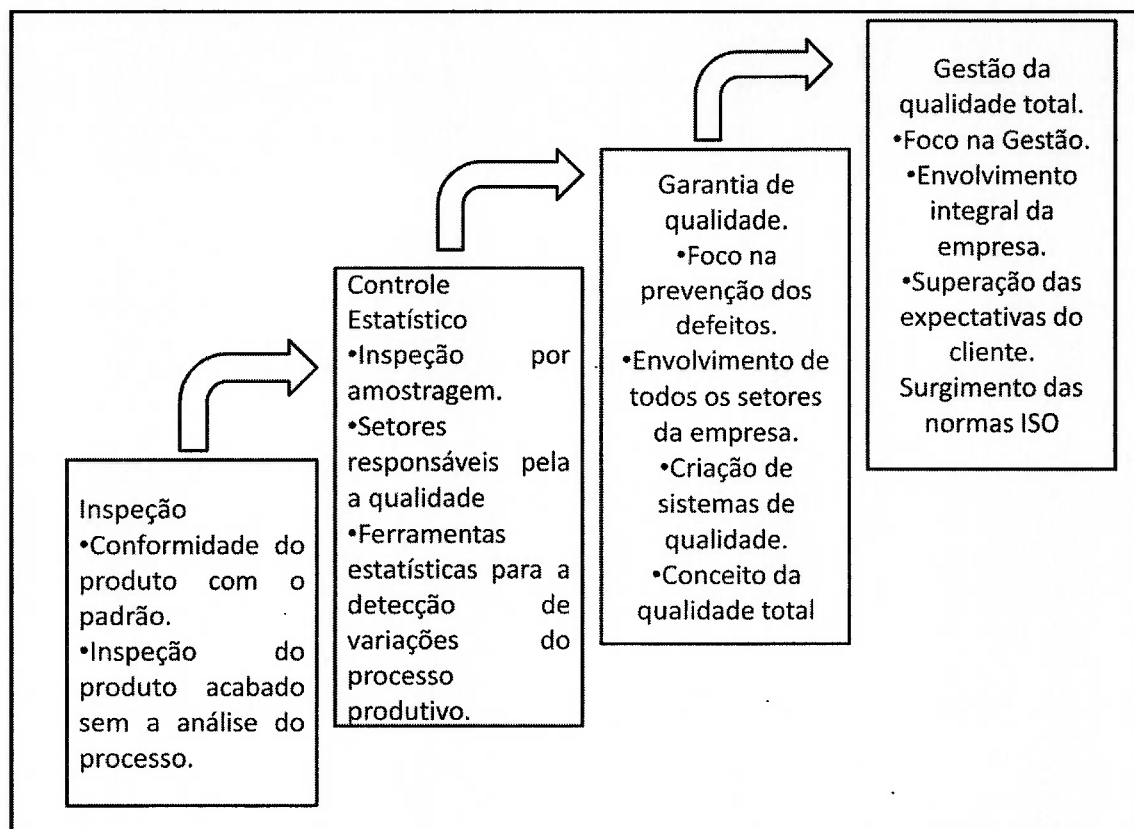 Inspeção
•Conformidade do
produto com o
padrão.
•Inspeção do
produto acabado
sem a análise do
processo.
Controle
Estatístico
•Inspeção por
amostragem.
•Setores
responsáveis pela
a qualidade
•Ferramentas
estatísticas para a
detecção de
variações do
processo
produtivo.
Garantia de
qualidade.
•Foco na
prevenção dos
defeitos.
•Envolvimento de
todos os setores
da empresa.
•Criação de
sistemas de
qualidade.
•Conceito da
qualidade total
Gestão da
qualidade total.
•Foco na Gestão.
•Envolvimento
integral da
empresa.
•Superação das
expectativas do
cliente.
Surgimento das
normas ISO